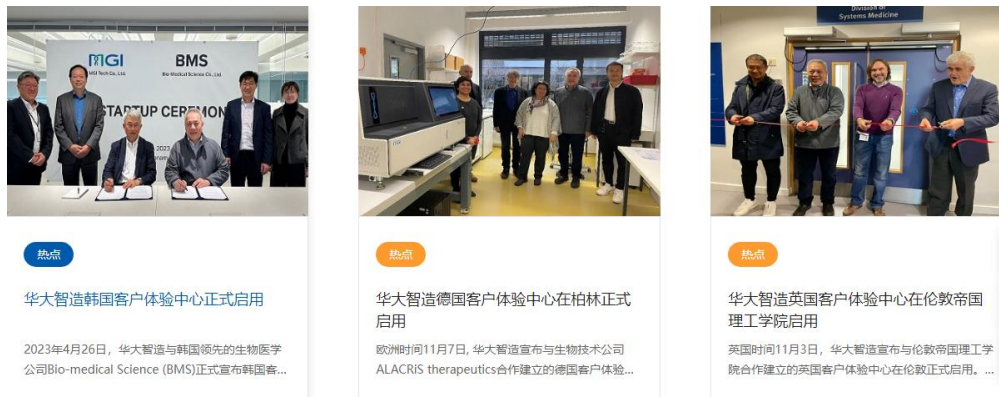 MGI
MGI Tech Co., Ltd.
BMS
Bio-Medical Science Co., Ltd.
STARTUP CEREMON
2023
热点
华大智造韩国客户体验中心正式启用
2023年4月26日，华大智造与韩国领先的生物医学
公司Bio-medical Science (BMS)正式宣布韩国客...
MGI
热点
华大智造德国客户体验中心在柏林正式
启用
欧洲时间11月7日, 华大智造宣布与生物技术公司
ALACRiS therapeutics合作建立的德国客户体验...
Division of
Systems Medicine
热点
华大智造英国客户体验中心在伦敦帝国
理工学院启用
英国时间11月3日，华大智造宣布与伦敦帝国理工学
院合作建立的英国客户体验中心在伦敦正式启用。...